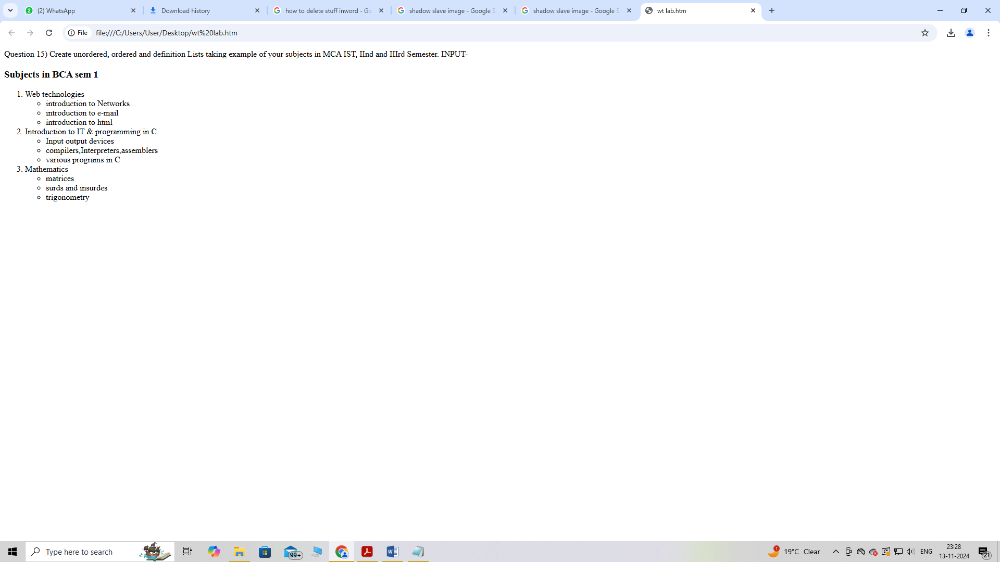 (2) WhatsApp
Download history
how to delete stuff inword - Go
shadow slave image - Google S
shadow slave image - Google S
wt lab.htm
File file:///C:/Users/User/Desktop/wt%20lab.htm
Question 15) Create unordered, ordered and definition Lists taking example of your subjects in MCA IST, IInd and IIIrd Semester. INPUT-
Subjects in BCA sem 1
1. Web technologies
introduction to Networks
introduction to e-mail
introduction to html
2. Introduction to IT & programming in C
Input output devices
compilers,Interpreters,assemblers
various programs in C
3. Mathematics
matrices
surds and insurdes
trigonometry
Type here to search
99+
1
19°C Clear
ENG
23:28
13-11-2024
21